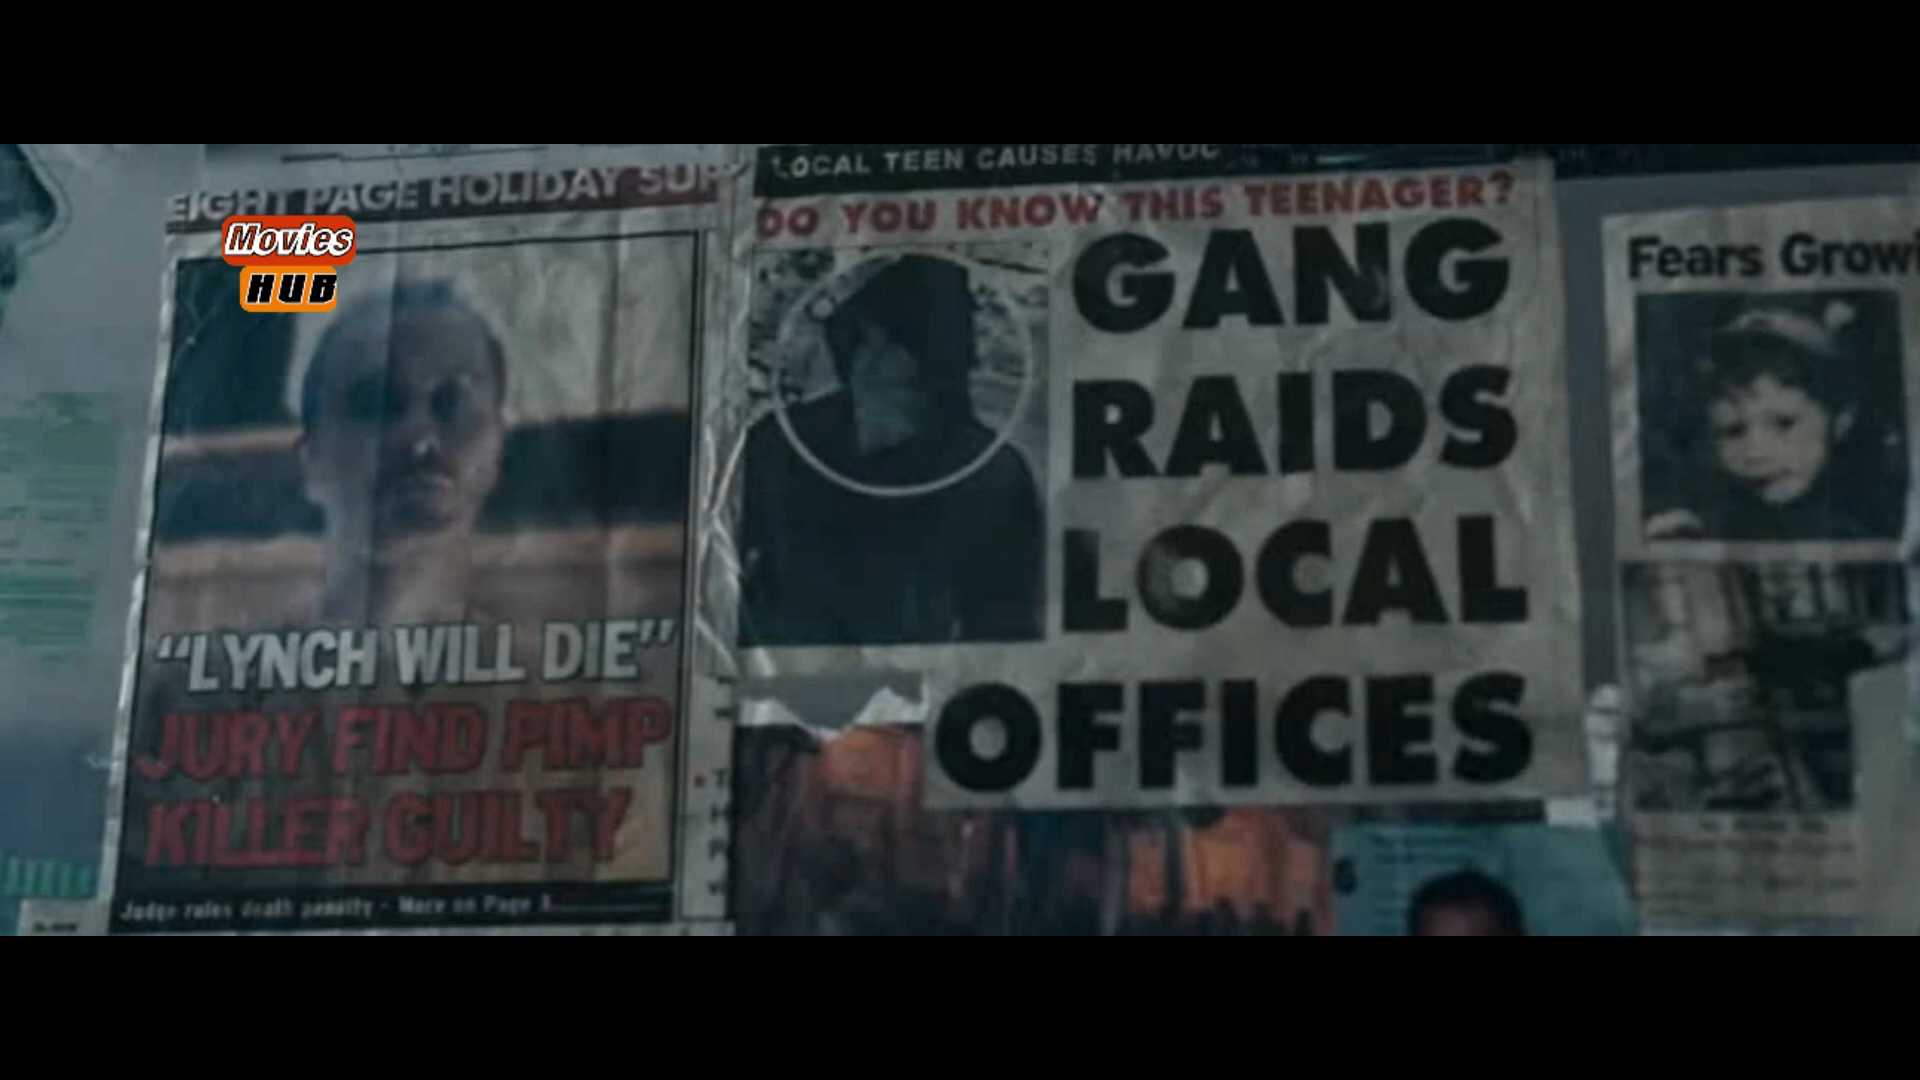 EIGHT PAGE HOLIDAY SUP
Movies
HUB
"LYNCH WILL DIE"
JURY FIND PIMP
KILLER GUILTY
Judge rules death penalty - More on Page 3
LOCAL TEEN CAUSES HAVOC
DO YOU KNOW THIS TEENAGER?
GANG
RAIDS
LOCAL
OFFICES
Fears Growi